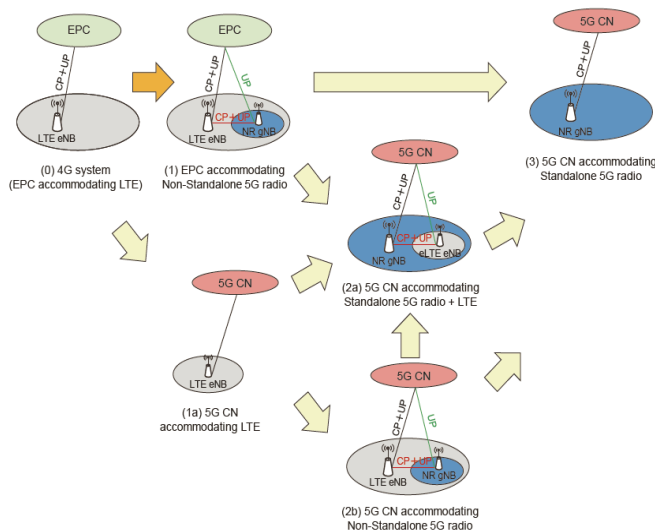 EPC
CP+UP
LTE eNB
(0) 4G system
(EPC accommodating LTE)
EPC
CP+UP
UP
CP+UP
LTE eNB
NR gNB
(1) EPC accommodating
Non-Standalone 5G radio
5G CN
CP+UP
NR gNB
(3) 5G CN accommodating
Standalone 5G radio
5G CN
CP+UP
UP
CP+UP
NR gNB
eLTE eNB
(2a) 5G CN accommodating
Standalone 5G radio + LTE
5G CN
LTE eNB
(1a) 5G CN
accommodating LTE
5G CN
CP+UP
UP
CP+UP
LTE eNB
NR gNB
(2b) 5G CN accommodating
Non-Standalone 5G radio